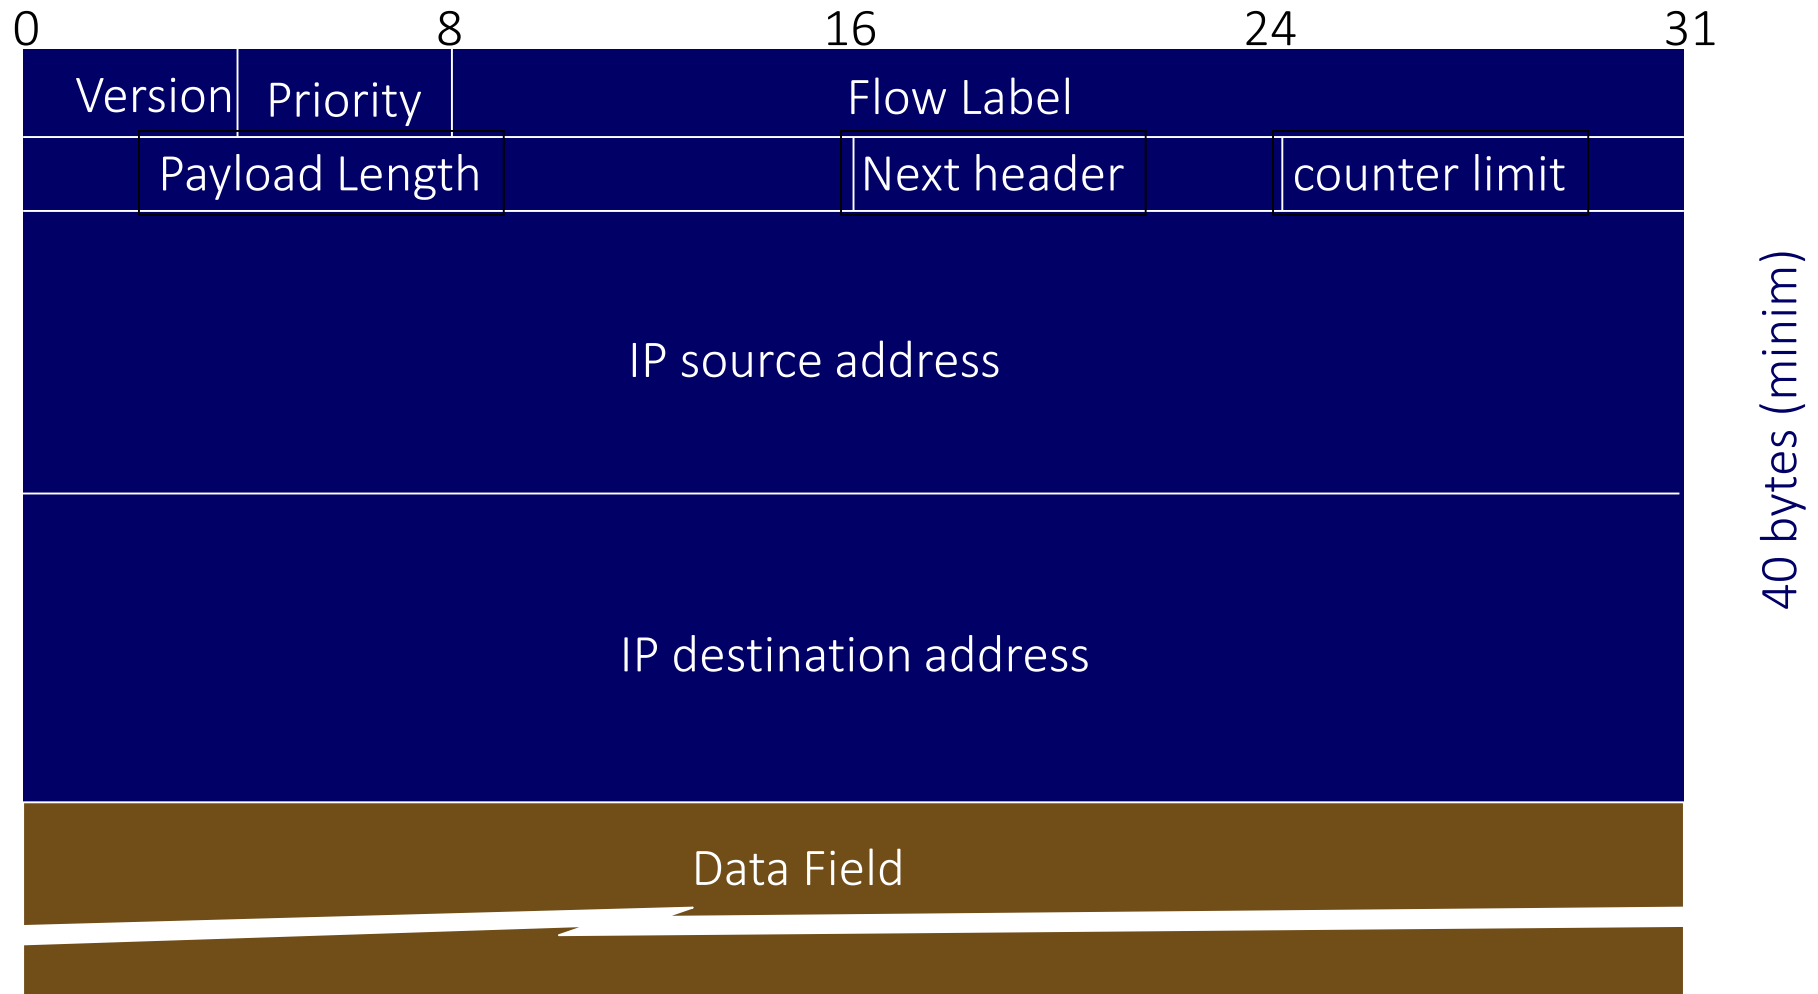 0 8 16 24 31
Version Priority Flow Label
Payload Length Next header counter limit
IP source address
40 bytes (minim)
IP destination address
Data Field